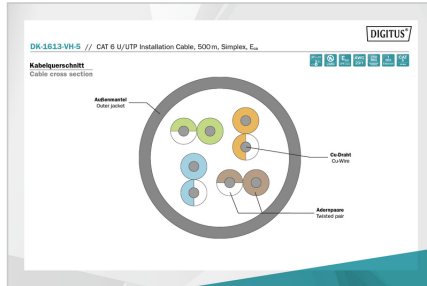 DIGITUS®
DK-1613-VH-5 // CAT 6 U/UTP Installation Cable, 500 m, Simplex, Eca
Kabelquerschnitt
Cable cross section
Außenmantel
Outer jacket
Cu-Draht
Cu-Wire
Adernpaare
Twisted pair